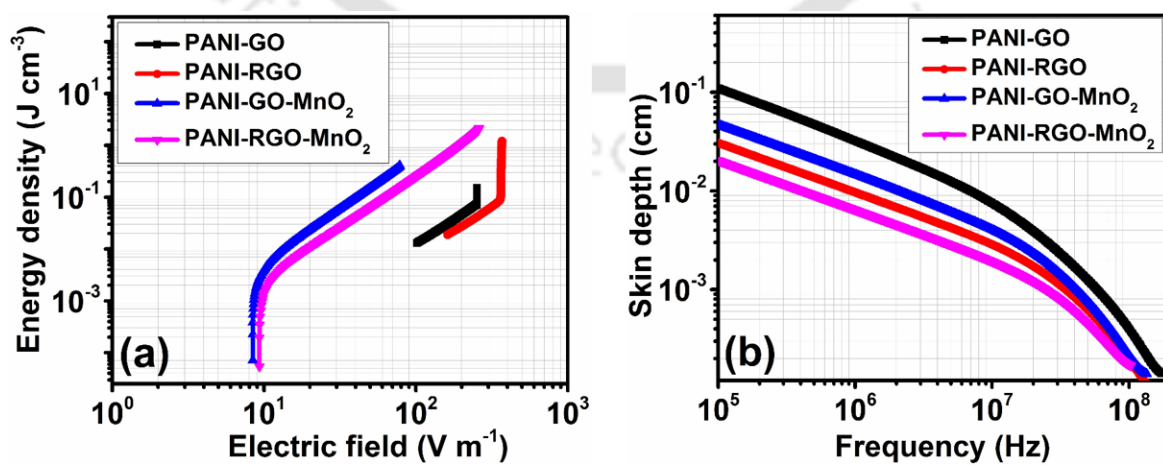 PANI-GO
PANI-RGO
PANI-GO-MnO₂
PANI-RGO-MnO₂
Energy density (J cm⁻³)
10¹
10⁻¹
10⁻³
(a)
10⁰ 10¹ 10² 10³
Electric field (V m⁻¹)
PANI-GO
PANI-RGO
PANI-GO-MnO₂
PANI-RGO-MnO₂
Skin depth (cm)
10⁻¹
10⁻²
10⁻³
(b)
10⁵ 10⁶ 10⁷ 10⁸
Frequency (Hz)